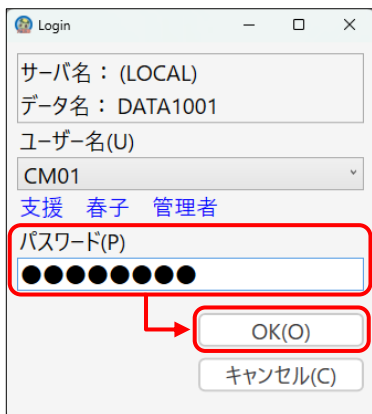 Login
サーバ名：(LOCAL)
データ名：DATA1001
ユーザー名(U)
CM01
支援　春子　管理者
パスワード(P)
●●●●●●●●
OK(O)
キャンセル(C)